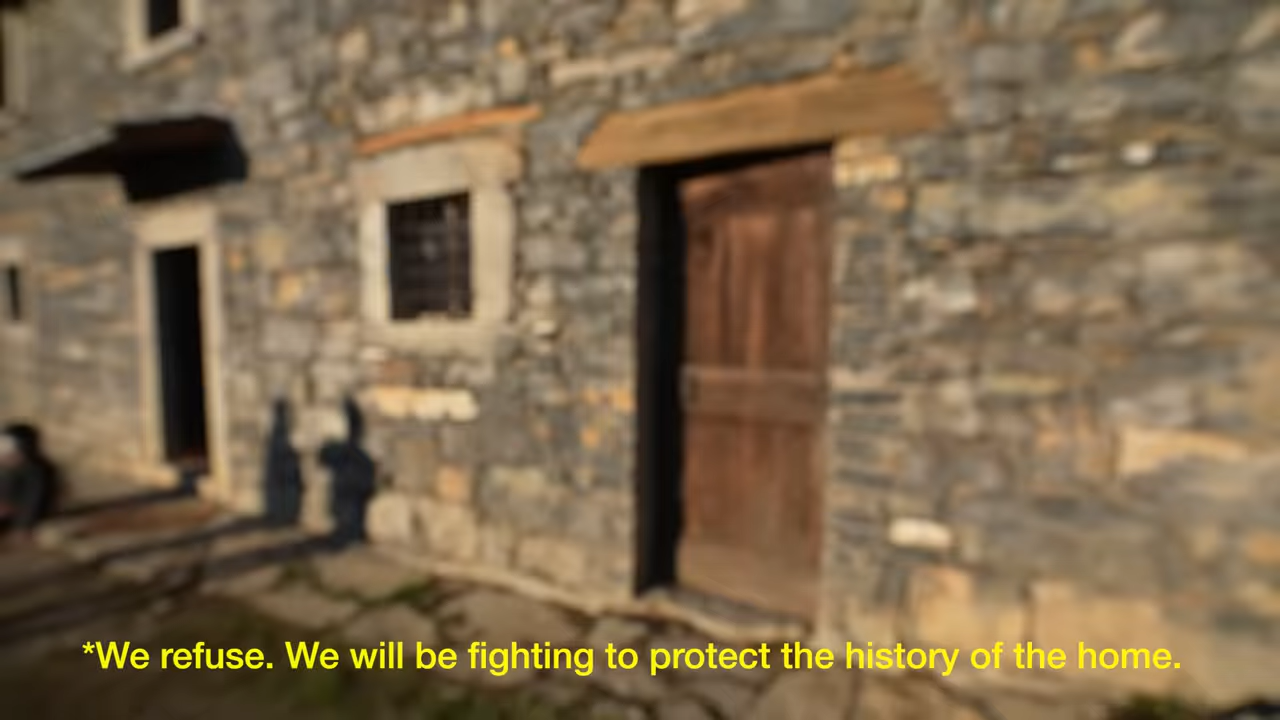 *We refuse. We will be fighting to protect the history of the home.